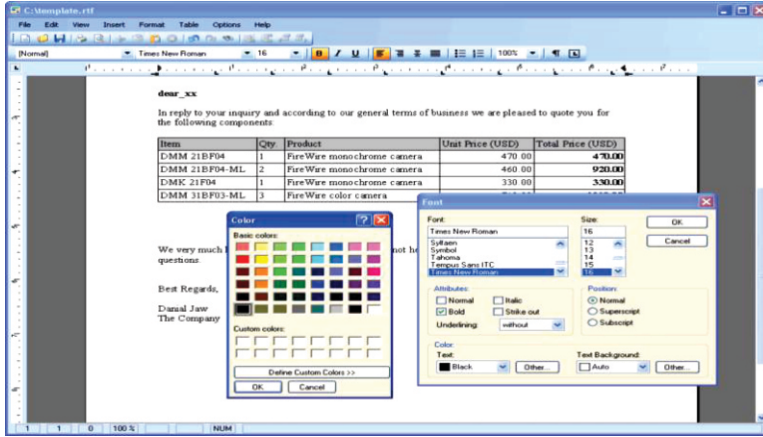 C:\template.rtf
File Edit View Insert Format Table Options Help
[Normal] Times New Roman 16 B I U 100%
dear_xx
In reply to your inquiry and according to our general terms of business we are pleased to quote you for
the following components:
Item Qty. Product Unit Price (USD) Total Price (USD)
DMM 21BF04 1 FireWire monochrome camera 470.00 470.00
DMM 21BF04-ML 2 FireWire monochrome camera 460.00 920.00
DMK 21F04 1 FireWire monochrome camera 330.00 330.00
DMM 31BF03-ML 3 FireWire color camera
We very much
not he
questions.
Best Regards,
Danial Jaw
The Company
Color
Basic colors:
Custom colors:
Define Custom Colors >>
OK Cancel
Font
Font: Size:
Times New Roman 16 OK
Sylfaen 12 Cancel
Symbol 13
Tahoma 14
Tempus Sans ITC 15
Times New Roman 16
Attributes: Position:
Normal Italic Normal
Bold Strike out Superscript
Underlining: without Subscript
Color:
Text: Text Background:
Black Other... Auto Other...
1 1 0 100 % NUM